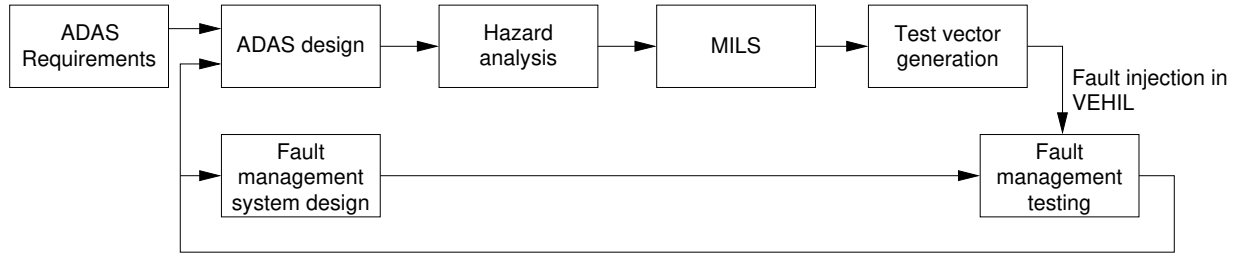 ADAS
Requirements
ADAS design
Hazard
analysis
MILS
Test vector
generation
Fault injection in
VEHIL
Fault
management
system design
Fault
management
testing